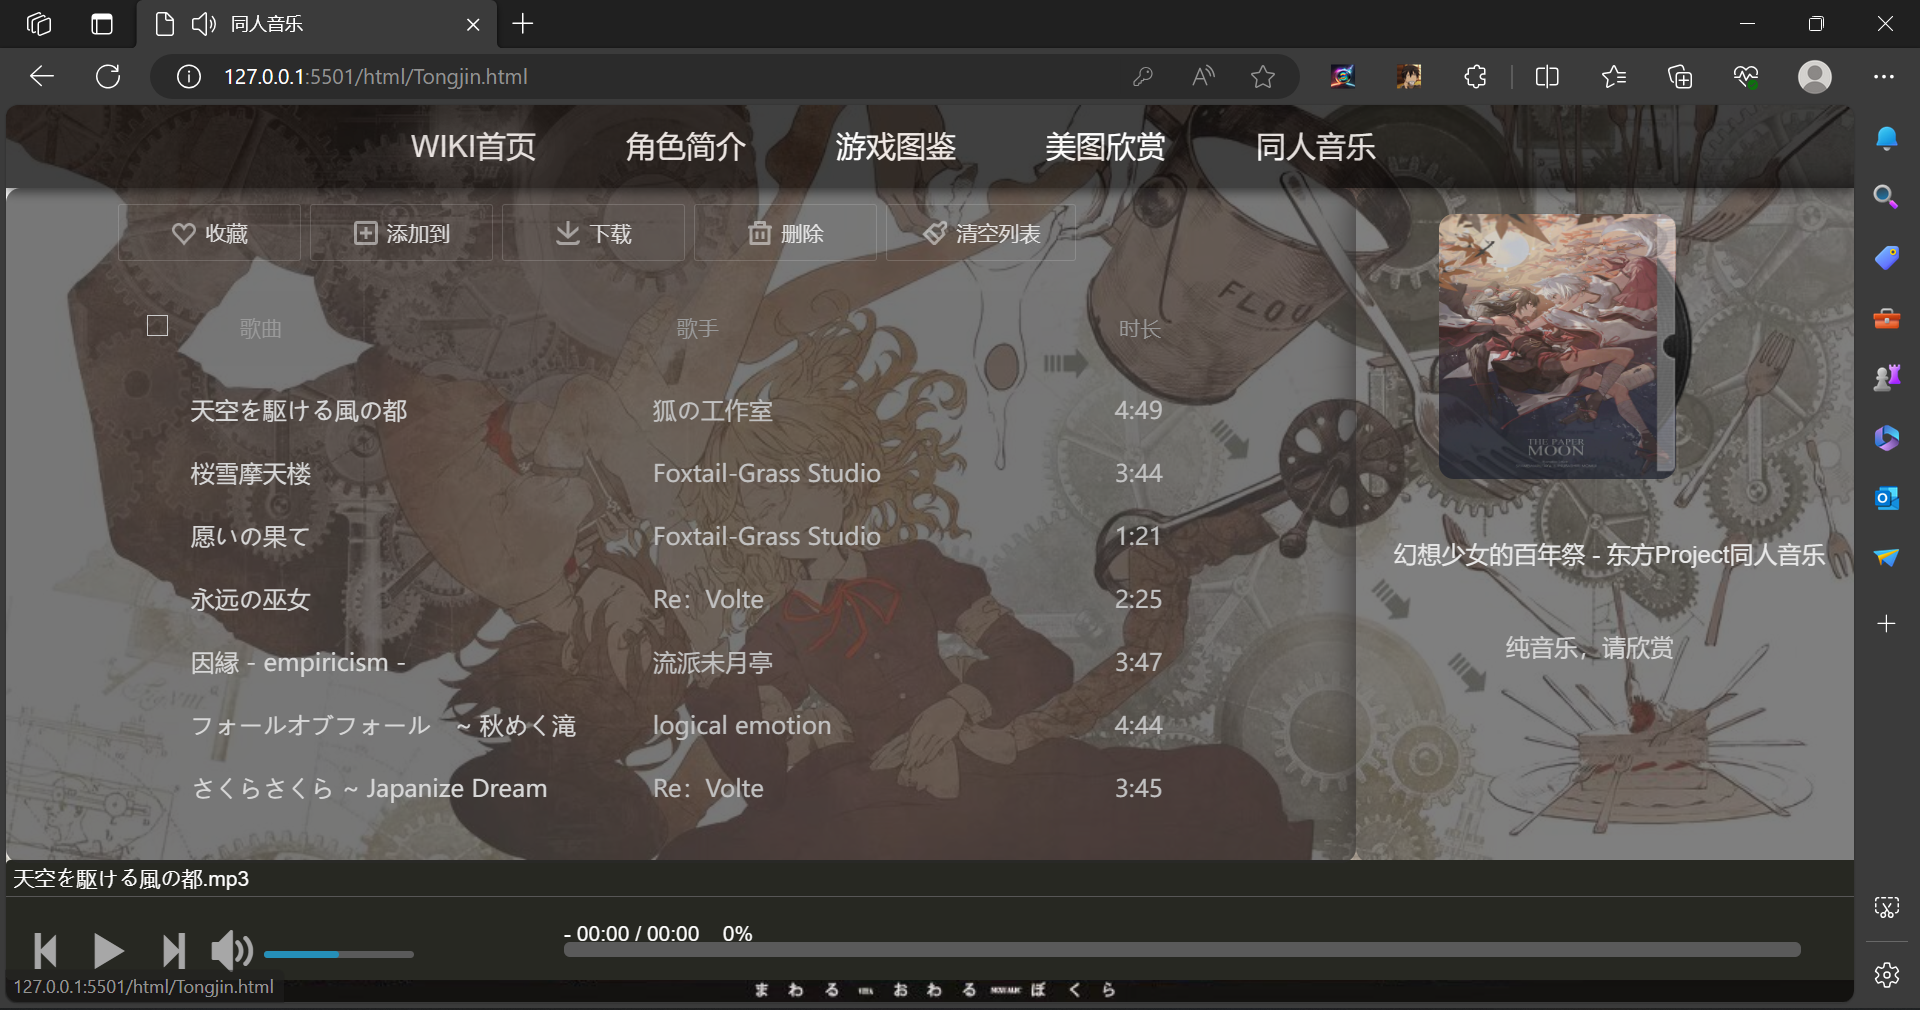 同人音乐
127.0.0.1:5501/html/Tongjin.html
WIKI首页 角色简介 游戏图鉴 美图欣赏 同人音乐
收藏 添加到 下载 删除 清空列表
FLOU
歌曲 歌手 时长
天空を駆ける風の都 狐の工作室 4:49
桜雪摩天楼 Foxtail-Grass Studio 3:44
愿いの果て Foxtail-Grass Studio 1:21
永远の巫女 Re：Volte 2:25
因縁 - empiricism - 流派未月亭 3:47
フォールオブフォール　~ 秋めく滝 logical emotion 4:44
さくらさくら ~ Japanize Dream Re：Volte 3:45
THE PAPER
MOON
幻想少女的百年祭 - 东方Project同人音乐
纯音乐，请欣赏
天空を駆ける風の都.mp3
- 00:00 / 00:00 0%
127.0.0.1:5501/html/Tongjin.html
まわる おわる ぼくら